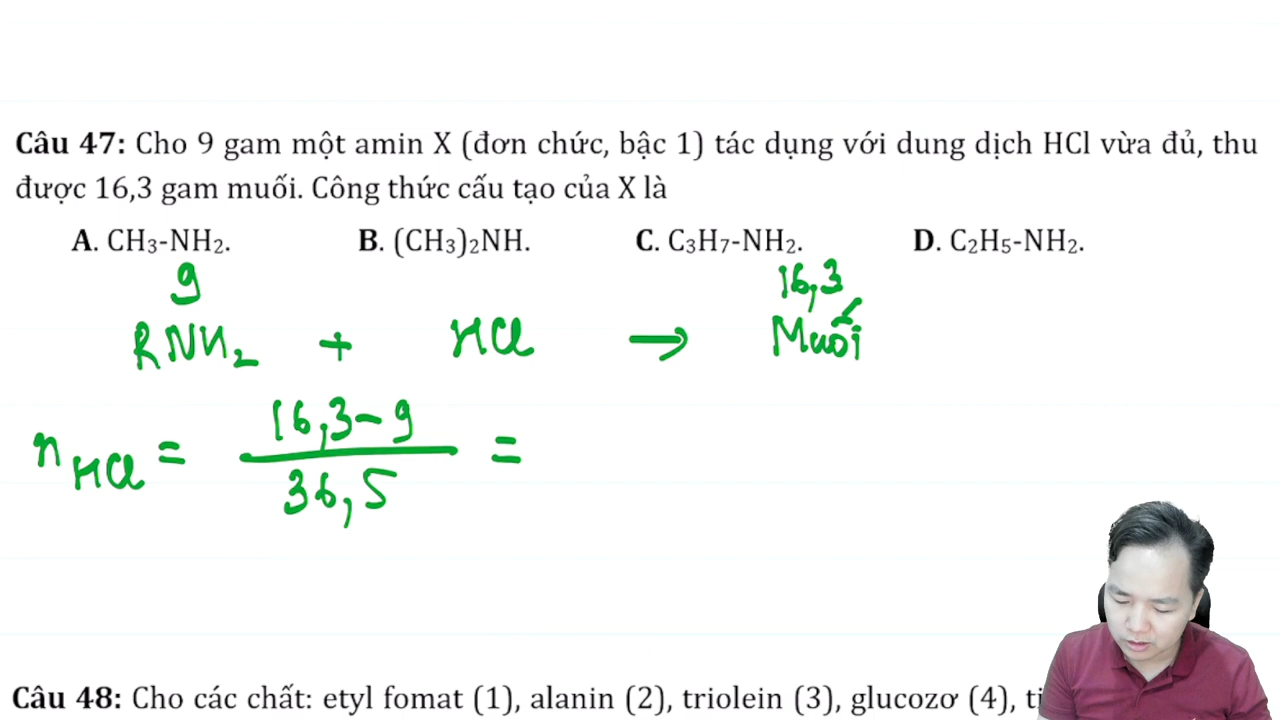 Câu 47: Cho 9 gam một amin X (đơn chức, bậc 1) tác dụng với dung dịch HCl vừa đủ, thu
được 16,3 gam muối. Công thức cấu tạo của X là
A. CH₃-NH₂. B. (CH₃)₂NH. C. C₃H₇-NH₂. D. C₂H₅-NH₂.
9 16,3
RNH₂ + HCl → Muối
n HCl = 16,3-9 =
36,5
Câu 48: Cho các chất: etyl fomat (1), alanin (2), triolein (3), glucozơ (4),